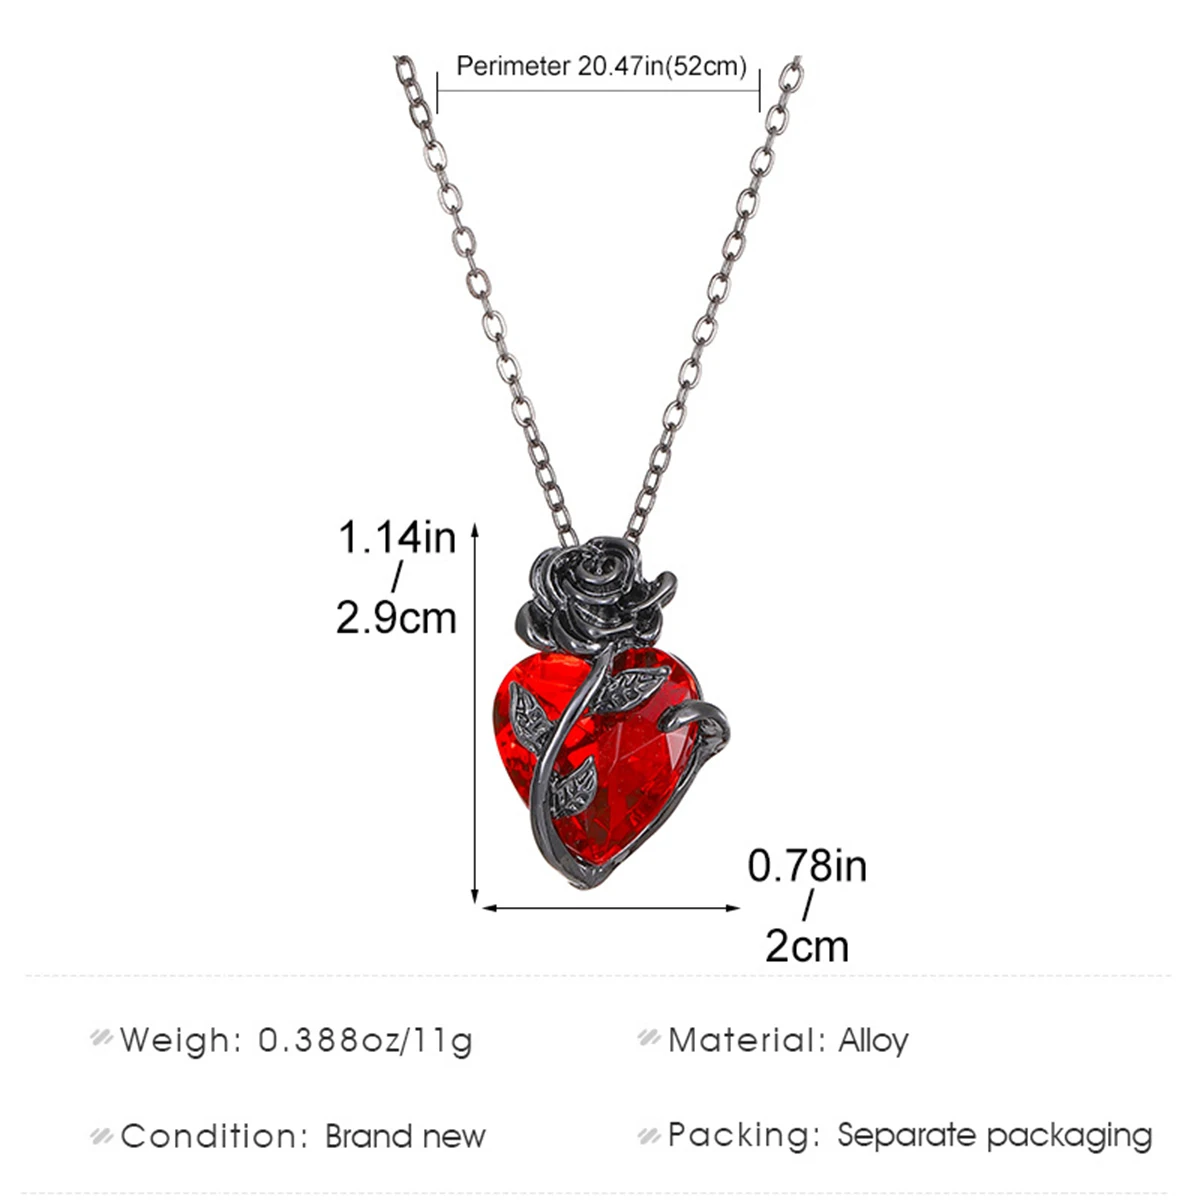 Perimeter 20.47in(52cm)
1.14in
/
2.9cm
0.78in
/
2cm
Weigh: 0.388oz/11g
Material: Alloy
Condition: Brand new
Packing: Separate packaging